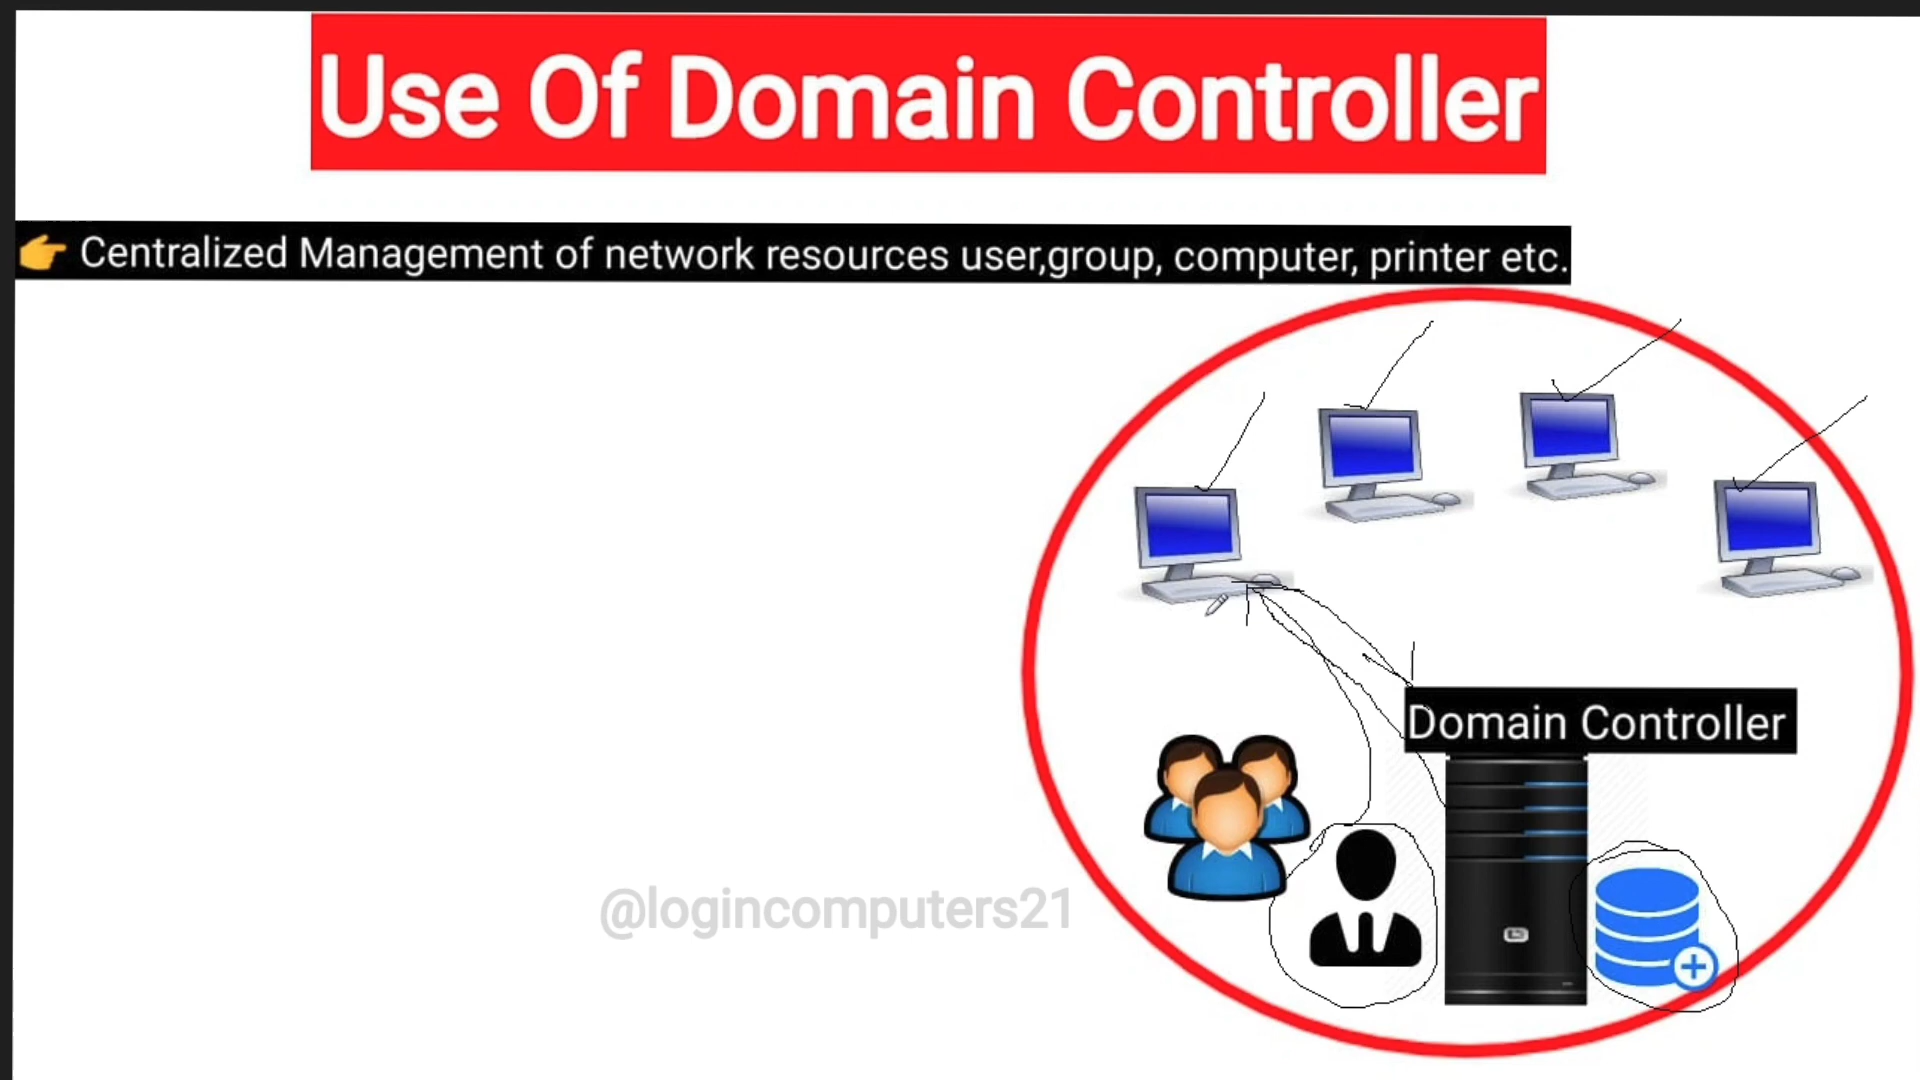 Use Of Domain Controller
👉 Centralized Management of network resources user,group, computer, printer etc.
Domain Controller
@logincomputers21